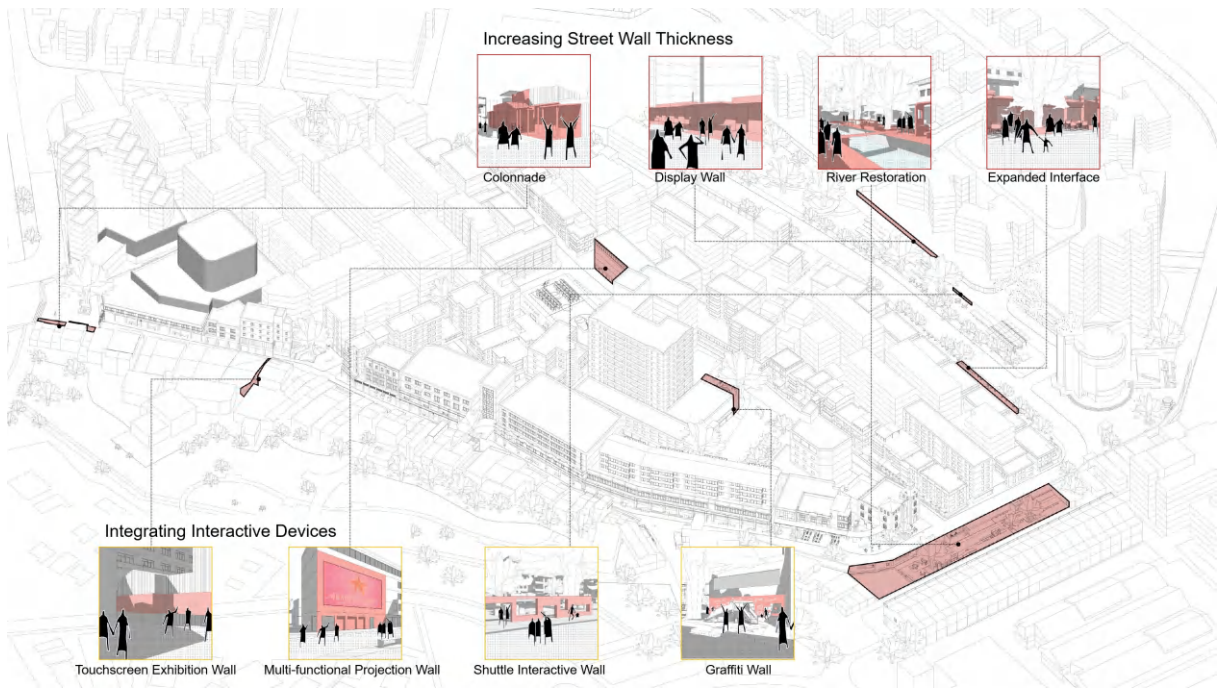 Increasing Street Wall Thickness
Colonnade
Display Wall
River Restoration
Expanded Interface
Integrating Interactive Devices
Touchscreen Exhibition Wall
Multi-functional Projection Wall
Shuttle Interactive Wall
Graffiti Wall